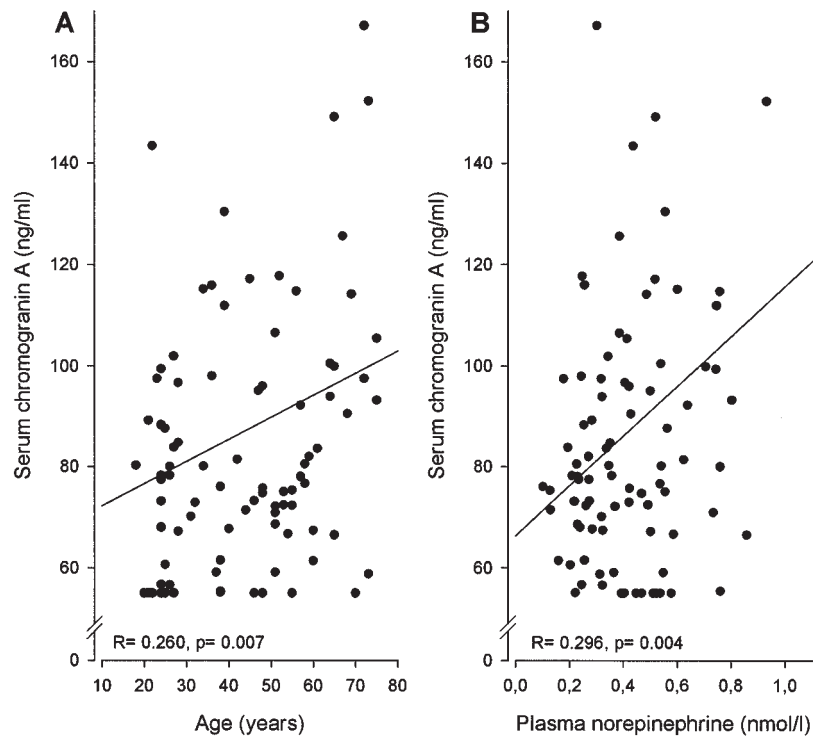 A
Serum chromogranin A (ng/ml)
160
140
120
100
80
60
0
R= 0.260, p= 0.007
10 20 30 40 50 60 70 80
Age (years)
B
Serum chromogranin A (ng/ml)
160
140
120
100
80
60
0
R= 0.296, p= 0.004
0,0 0,2 0,4 0,6 0,8 1,0
Plasma norepinephrine (nmol/l)